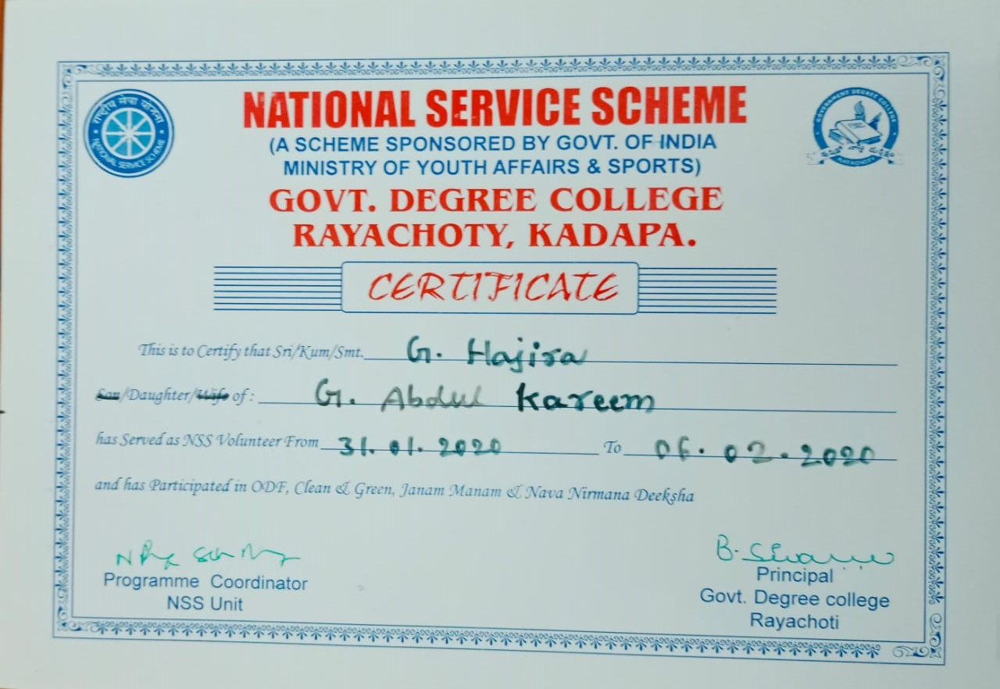 राष्ट्रीय सेवा योजना
NATIONAL SERVICE SCHEME
NATIONAL SERVICE SCHEME
(A SCHEME SPONSORED BY GOVT. OF INDIA
MINISTRY OF YOUTH AFFAIRS & SPORTS)
GOVERNMENT DEGREE COLLEGE
RAYACHOTY
GOVT. DEGREE COLLEGE
RAYACHOTY, KADAPA.
CERTIFICATE
This is to Certify that Sri/Kum/Smt. G. Hajira
Son/Daughter/Wife of : G. Abdul Kareem
has Served as NSS Volunteer From 31.01.2020 To 06.02.2020
and has Participated in ODF, Clean & Green, Janam Manam & Nava Nirmana Deeksha
Programme Coordinator
NSS Unit
B.
Principal
Govt. Degree college
Rayachoti